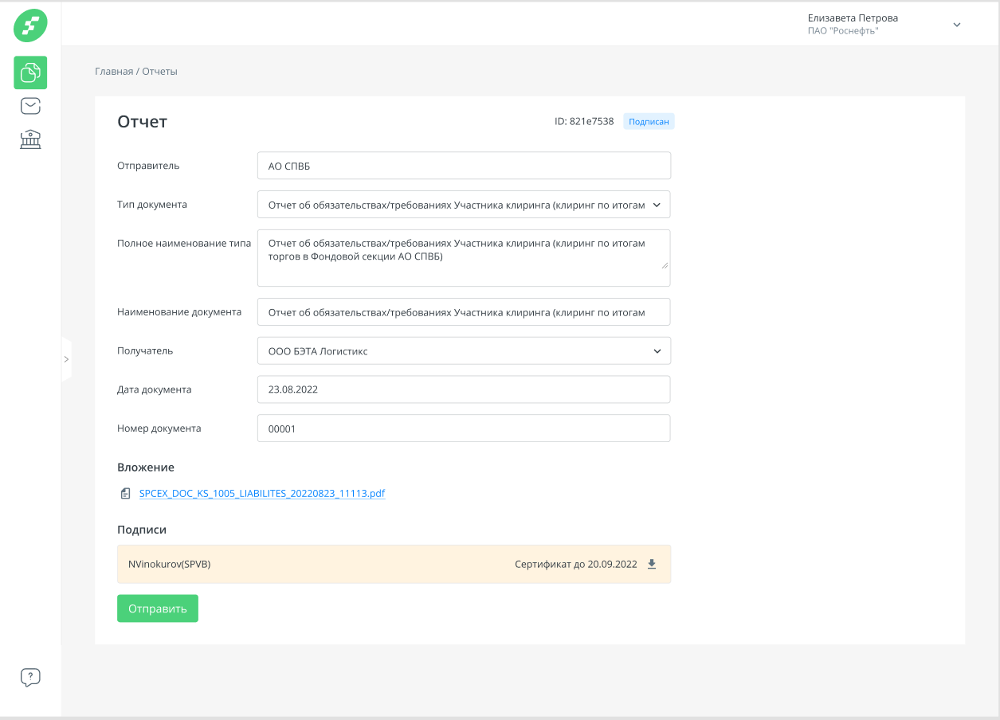 Елизавета Петрова
ПАО "Роснефть"
Главная / Отчеты
Отчет
ID: 821e7538
Подписан
Отправитель
АО СПВБ
Тип документа
Отчет об обязательствах/требованиях Участника клиринга (клиринг по итогам
Полное наименование типа
Отчет об обязательствах/требованиях Участника клиринга (клиринг по итогам
торгов в Фондовой секции АО СПВБ)
Наименование документа
Отчет об обязательствах/требованиях Участника клиринга (клиринг по итогам
Получатель
ООО БЭТА Логистикс
Дата документа
23.08.2022
Номер документа
00001
Вложение
SPCEX_DOC_KS_1005_LIABILITES_20220823_11113.pdf
Подписи
NVinokurov(SPVB)
Сертификат до 20.09.2022
Отправить